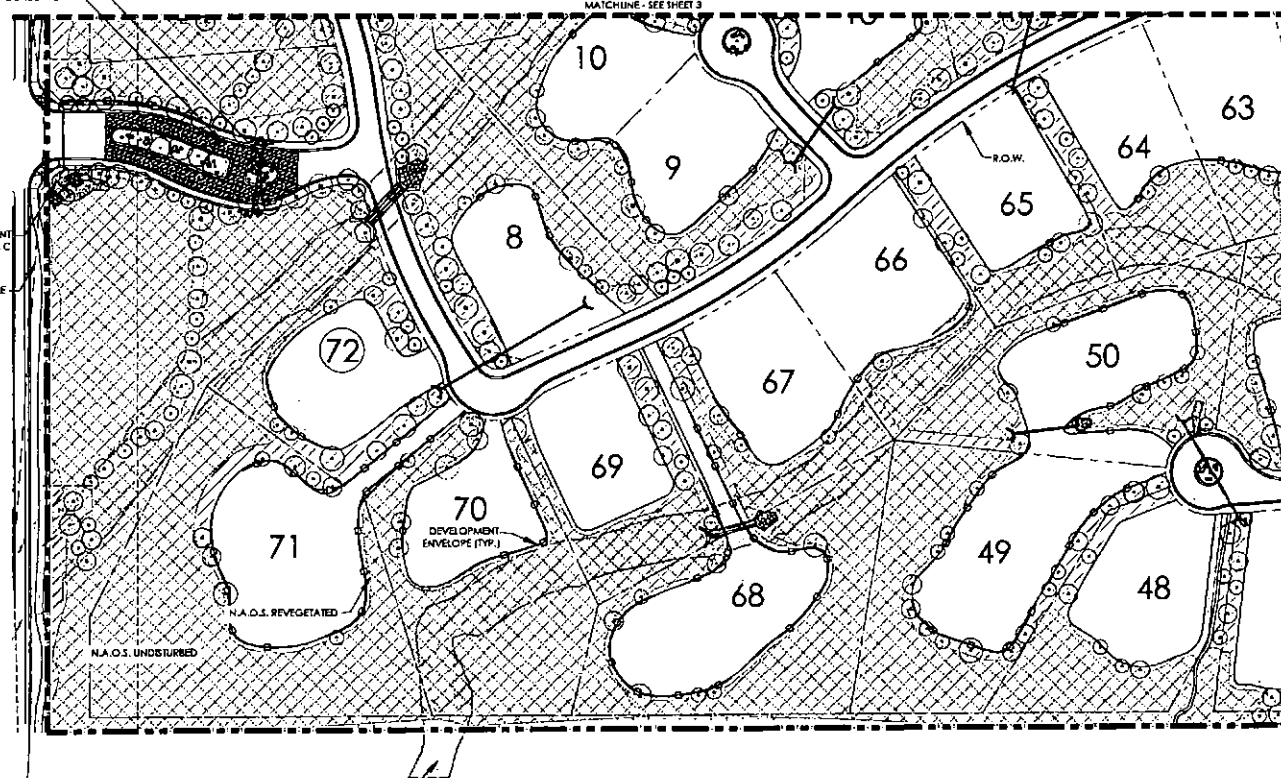 MATCHLINE - SEE SHEET 3
10
63
64
9
R.O.W.
65
8
66
72
50
67
69
70
DEVELOPMENT
ENVELOPE (TYP.)
71
49
48
68
N.A.O.S. REVEGETATED
N.A.O.S. UNDISTURBED